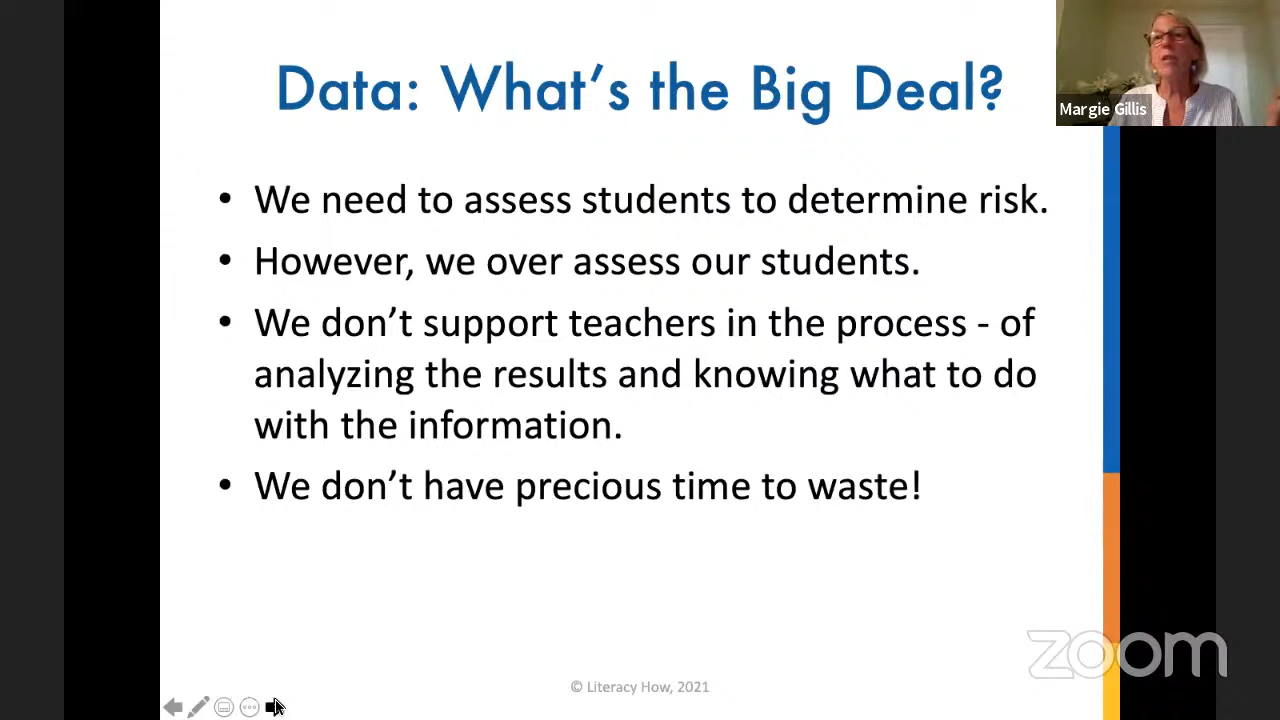 Data: What's the Big Deal?
Margie Gillis
• We need to assess students to determine risk.
• However, we over assess our students.
• We don't support teachers in the process - of
analyzing the results and knowing what to do
with the information.
• We don't have precious time to waste!
zoom
© Literacy How, 2021